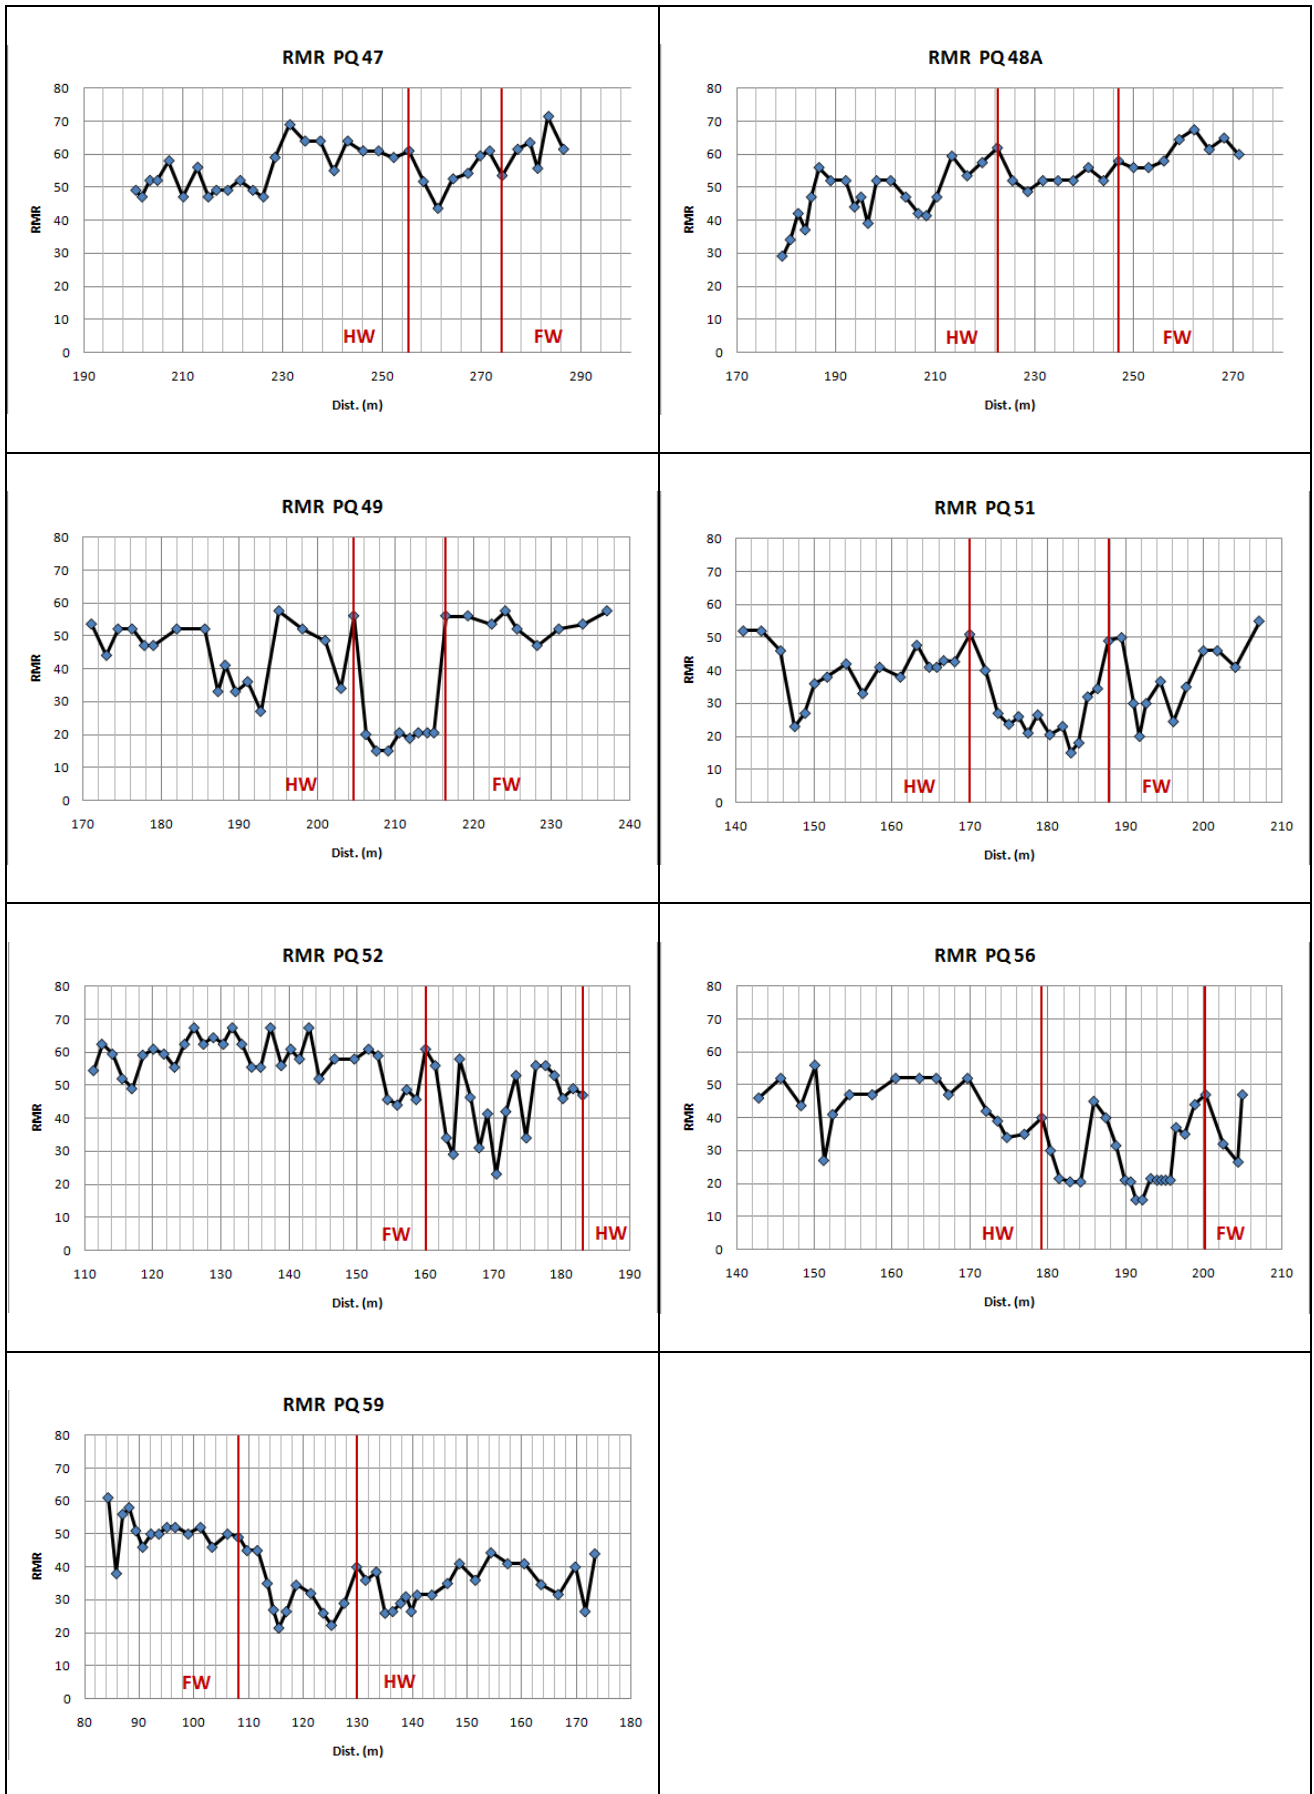 RMR PQ 47
80
70
60
50
40
30
20
10
0
RMR
HW
FW
190 210 230 250 270 290
Dist. (m)
RMR PQ 48A
80
70
60
50
40
30
20
10
0
RMR
HW
FW
170 190 210 230 250 270
Dist. (m)
RMR PQ 49
80
70
60
50
40
30
20
10
0
RMR
HW
FW
170 180 190 200 210 220 230 240
Dist. (m)
RMR PQ 51
80
70
60
50
40
30
20
10
0
RMR
HW
FW
140 150 160 170 180 190 200 210
Dist. (m)
RMR PQ 52
80
70
60
50
40
30
20
10
0
RMR
FW
HW
110 120 130 140 150 160 170 180 190
Dist. (m)
RMR PQ 56
80
70
60
50
40
30
20
10
0
RMR
HW
FW
140 150 160 170 180 190 200 210
Dist. (m)
RMR PQ 59
80
70
60
50
40
30
20
10
0
RMR
FW
HW
80 90 100 110 120 130 140 150 160 170 180
Dist. (m)